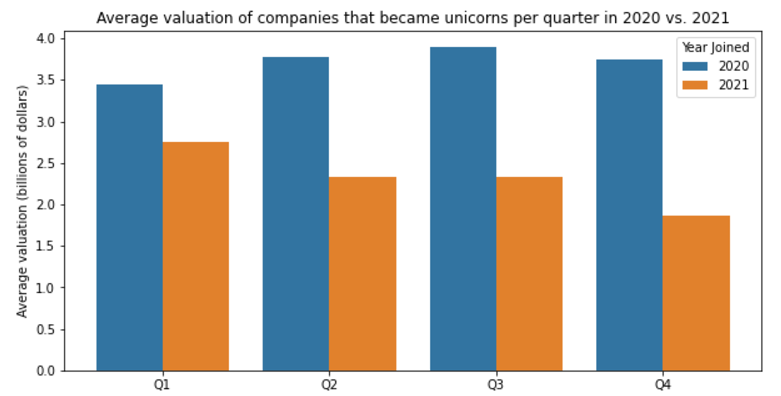 Average valuation of companies that became unicorns per quarter in 2020 vs. 2021
Average valuation (billions of dollars)
4.0
3.5
3.0
2.5
2.0
1.5
1.0
0.5
0.0
Year Joined
2020
2021
Q1 Q2 Q3 Q4